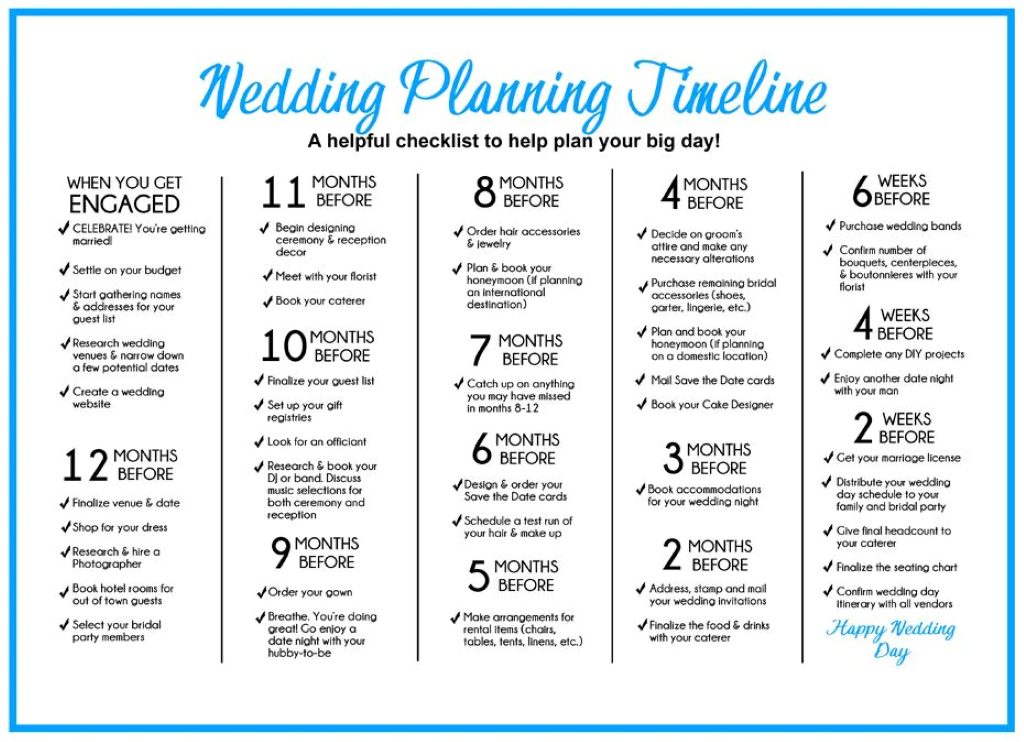 Wedding Planning Timeline
A helpful checklist to help plan your big day!
WHEN YOU GET
ENGAGED
CELEBRATE! You're getting
married!
Settle on your budget
Start gathering names
& addresses for your
guest list
Research wedding
venues & narrow down
a few potential dates
Create a wedding
website
12 MONTHS
BEFORE
Finalize venue & date
Shop for your dress
Research & hire a
Photographer
Book hotel rooms for
out of town guests
Select your bridal
party members
11 MONTHS
BEFORE
Begin designing
ceremony & reception
decor
Meet with your florist
Book your caterer
10 MONTHS
BEFORE
Finalize your guest list
Set up your gift
registries
Look for an officiant
Research & book your
DJ or band. Discuss
music selections for
both ceremony and
reception
9 MONTHS
BEFORE
Order your gown
Breathe. You're doing
great! Go enjoy a
date night with your
hubby-to-be
8 MONTHS
BEFORE
Order hair accessories
& jewelry
Plan & book your
honeymoon (if planning
an international
destination)
7 MONTHS
BEFORE
Catch up on anything
you may have missed
in months 8-12
6 MONTHS
BEFORE
Design & order your
Save the Date cards
Schedule a test run of
your hair & make up
5 MONTHS
BEFORE
Make arrangements for
rental items (chairs,
tables, tents, linens, etc.)
4 MONTHS
BEFORE
Decide on groom's
attire and make any
necessary alterations
Purchase remaining bridal
accessories (shoes,
garter, lingerie, etc.)
Plan and book your
honeymoon (if planning
on a domestic location)
Mail Save the Date cards
Book your Cake Designer
3 MONTHS
BEFORE
Book accommodations
for your wedding night
2 MONTHS
BEFORE
Address, stamp and mail
your wedding invitations
Finalize the food & drinks
with your caterer
6 WEEKS
BEFORE
Purchase wedding bands
Confirm number of
bouquets, centerpieces,
& boutonnieres with your
florist
4 WEEKS
BEFORE
Complete any DIY projects
Enjoy another date night
with your man
2 WEEKS
BEFORE
Get your marriage license
Distribute your wedding
day schedule to your
family and bridal party
Give final headcount to
your caterer
Finalize the seating chart
Confirm wedding day
itinerary with all vendors
Happy Wedding
Day